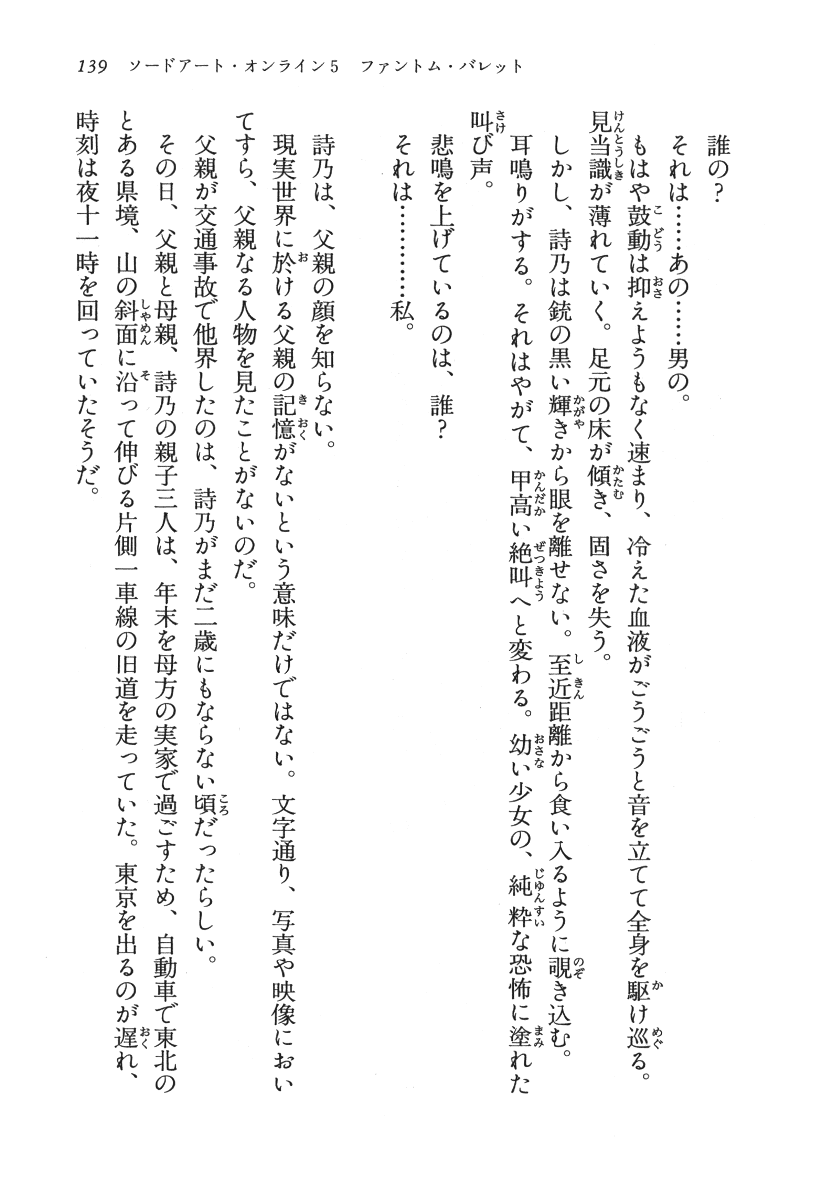 139 ソードアート・オンライン5 ファントム・バレット
誰の？
それは……あの……男の。
もはや鼓動は抑えようもなく速まり、冷えた血液がごうごうと音を立てて全身を駆け巡る。
見当識が薄れていく。足元の床が傾き、固さを失う。
しかし、詩乃は銃の黒い輝きから眼を離せない。至近距離から食い入るように覗き込む。
耳鳴りがする。それはやがて、甲高い絶叫へと変わる。幼い少女の、純粋な恐怖に塗れた
叫び声。
悲鳴を上げているのは、誰？
それは…………私。
詩乃は、父親の顔を知らない。
現実世界に於ける父親の記憶がないという意味だけではない。文字通り、写真や映像におい
てすら、父親なる人物を見たことがないのだ。
父親が交通事故で他界したのは、詩乃がまだ二歳にもならない頃だったらしい。
その日、父親と母親、詩乃の親子三人は、年末を母方の実家で過ごすため、自動車で東北の
とある県境、山の斜面に沿って伸びる片側一車線の旧道を走っていた。東京を出るのが遅れ、
時刻は夜十一時を回っていたそうだ。